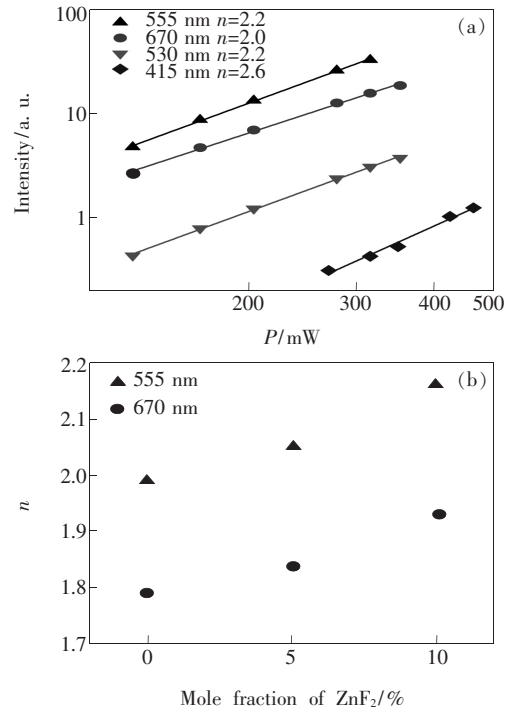 100
10
1
Intensity/a. u.
555 nm n=2.2
670 nm n=2.0
530 nm n=2.2
415 nm n=2.6
(a)
200 300 400 500
P/mW
2.2
2.1
2.0
1.9
1.8
1.7
n
555 nm
670 nm
(b)
0 5 10
Mole fraction of ZnF₂/%